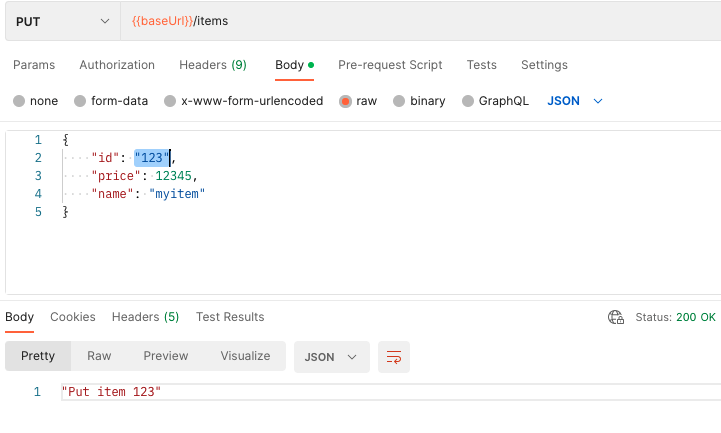 PUT {{baseUrl}}/items
Params Authorization Headers (9) Body Pre-request Script Tests Settings
none form-data x-www-form-urlencoded raw binary GraphQL JSON
1 {
2 "id": "123",
3 "price": 12345,
4 "name": "myitem"
5 }
Body Cookies Headers (5) Test Results Status: 200 OK
Pretty Raw Preview Visualize JSON
1 "Put item 123"